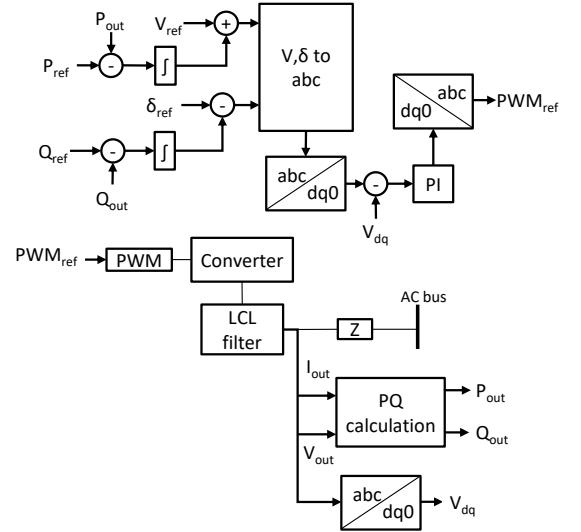 P_out
V_ref
P_ref
-
∫
+
V,δ to
abc
δ_ref
-
Q_ref
-
∫
Q_out
abc
dq0
-
V_dq
PI
abc
dq0
PWM_ref
PWM_ref
PWM
Converter
LCL
filter
Z
AC bus
I_out
V_out
PQ
calculation
P_out
Q_out
abc
dq0
V_dq